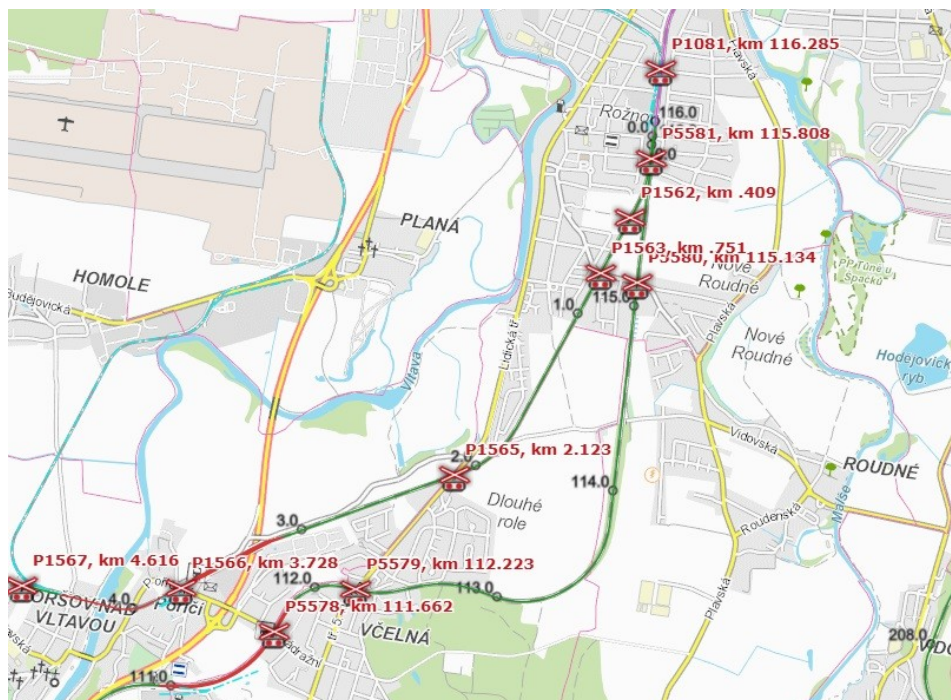 P1081, km 116.285
116.0
Rožnov
0.0
P5581, km 115.808
P1562, km .409
PLANÁ
P1563, km .751
P5580, km 115.134
Nové
Roudné
HOMOLE
115.0
1.0
Plavská
PP Tůně u
Špačků
Nové
Roudné
Vltava
Lidická tř.
Hodějovický
ryb.
2.0
P1565, km 2.123
Vidovská
ROUDNÉ
Dlouhé
role
114.0
Malše
Roudenská
3.0
P1567, km 4.616
P1566, km 3.728
112.0
P5579, km 112.223
113.0
4.0
Poříčí
VLTAVOU
P5578, km 111.662
VČELNÁ
Plavská
208.0
111.0